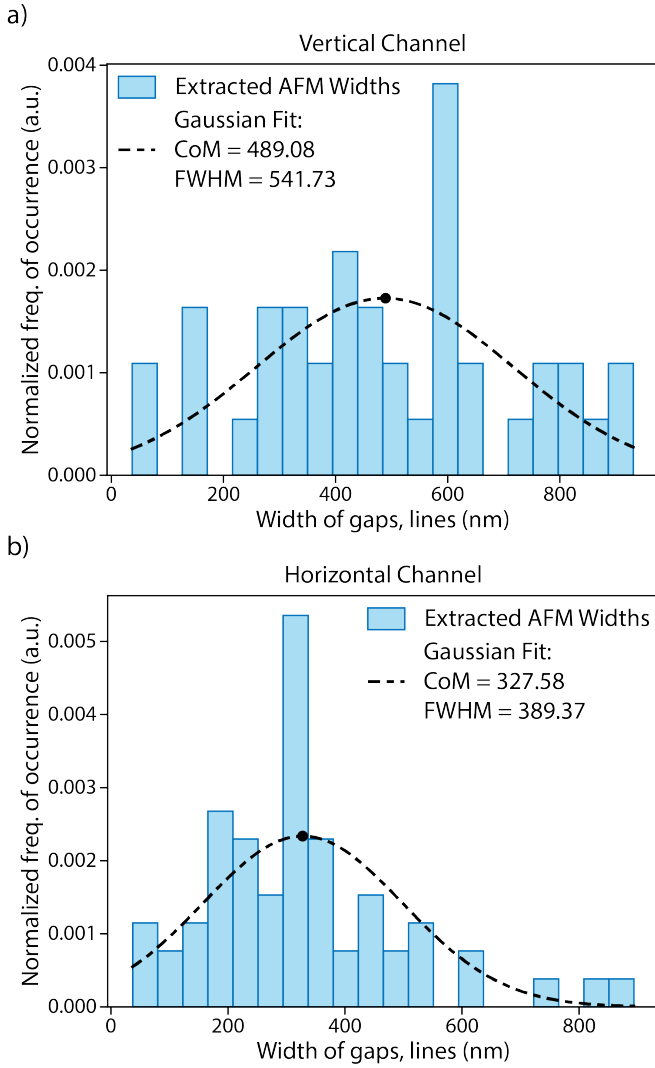 a)
Vertical Channel
Normalized freq. of occurrence (a.u.)
0.004
0.003
0.002
0.001
0.000
Extracted AFM Widths
Gaussian Fit:
CoM = 489.08
FWHM = 541.73
0 200 400 600 800
Width of gaps, lines (nm)
b)
Horizontal Channel
Normalized freq. of occurrence (a.u.)
0.005
0.004
0.003
0.002
0.001
0.000
Extracted AFM Widths
Gaussian Fit:
CoM = 327.58
FWHM = 389.37
0 200 400 600 800
Width of gaps, lines (nm)